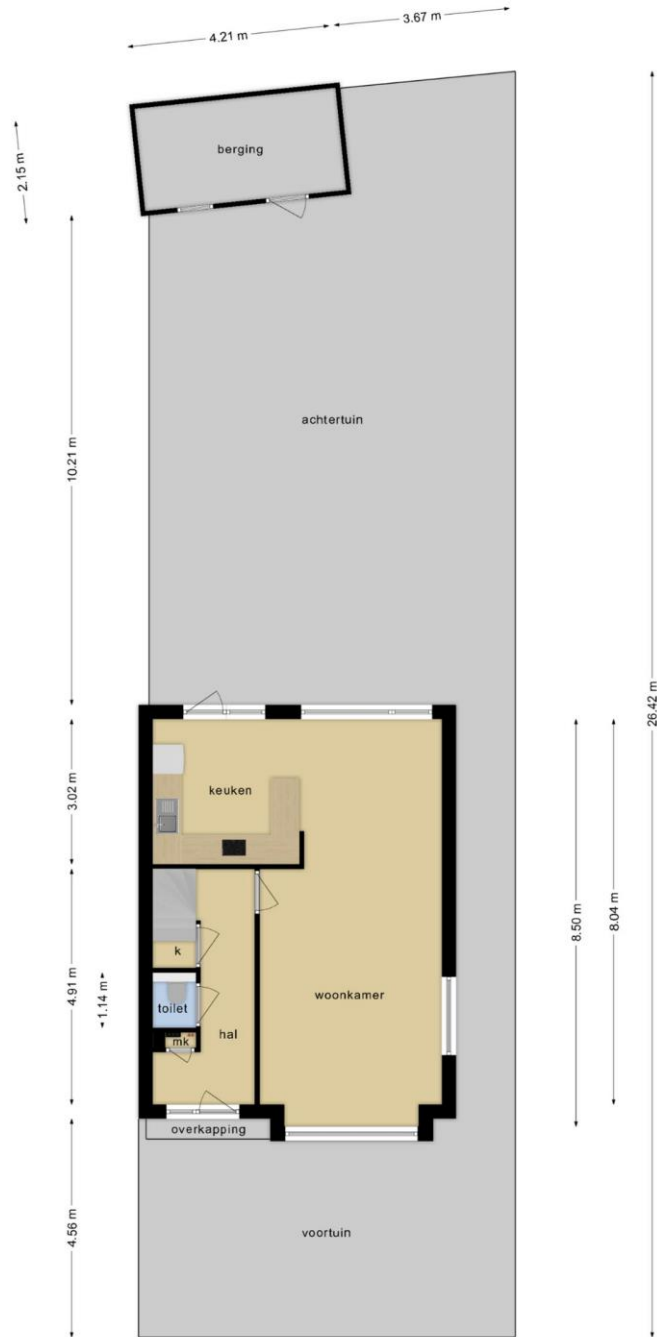 4.21 m
3.67 m
2.15 m
berging
10.21 m
achtertuin
26.42 m
3.02 m
keuken
8.50 m
8.04 m
4.91 m
k
1.14 m
toilet
woonkamer
hal
mk
overkapping
4.56 m
voortuin